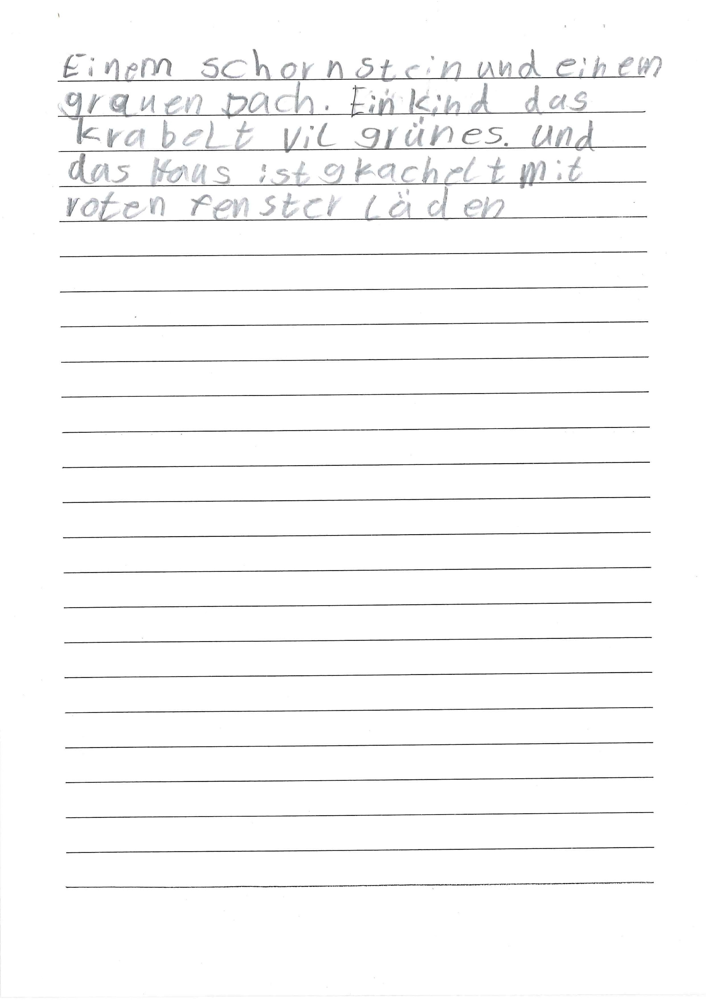 Einem schornstein und einem
grauen Dach. Ein kind das
krabelt vil grünes. und
das Haus ist gkachelt mit
roten fenster Läden